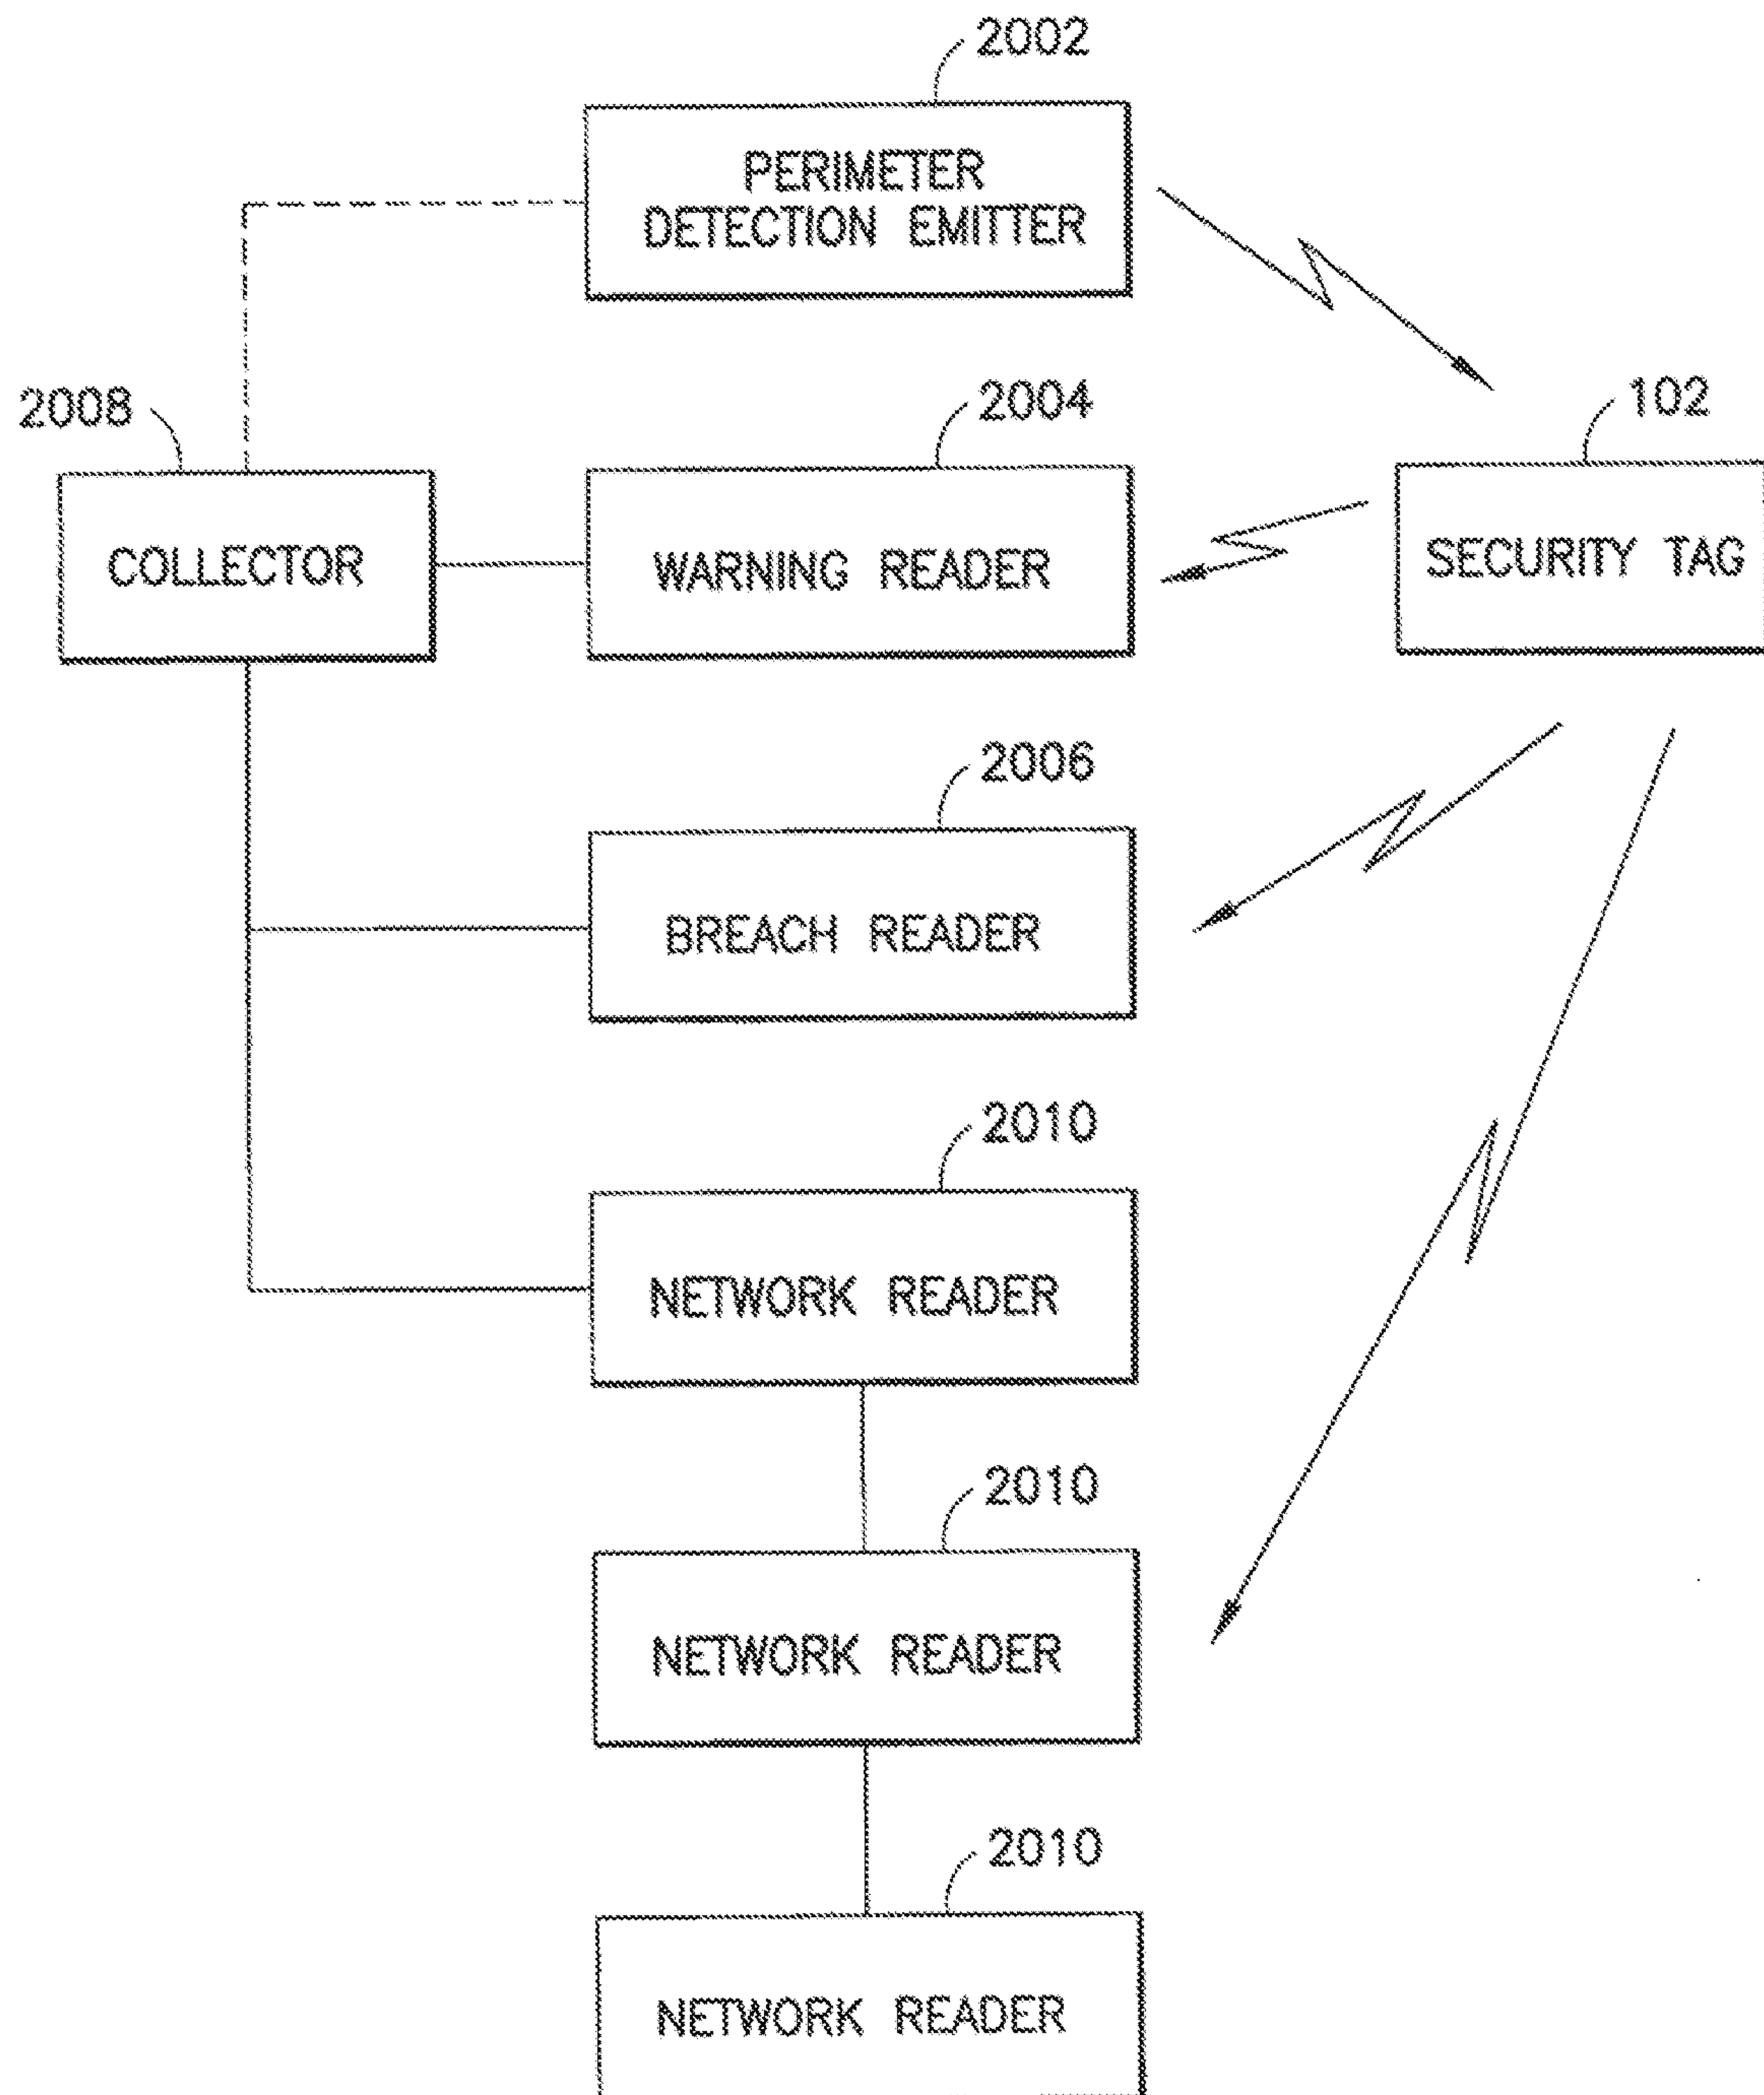 2002
PERIMETER
DETECTION EMITTER
2008
2004
102
COLLECTOR
WARNING READER
SECURITY TAG
2006
BREACH READER
2010
NETWORK READER
2010
NETWORK READER
2010
NETWORK READER